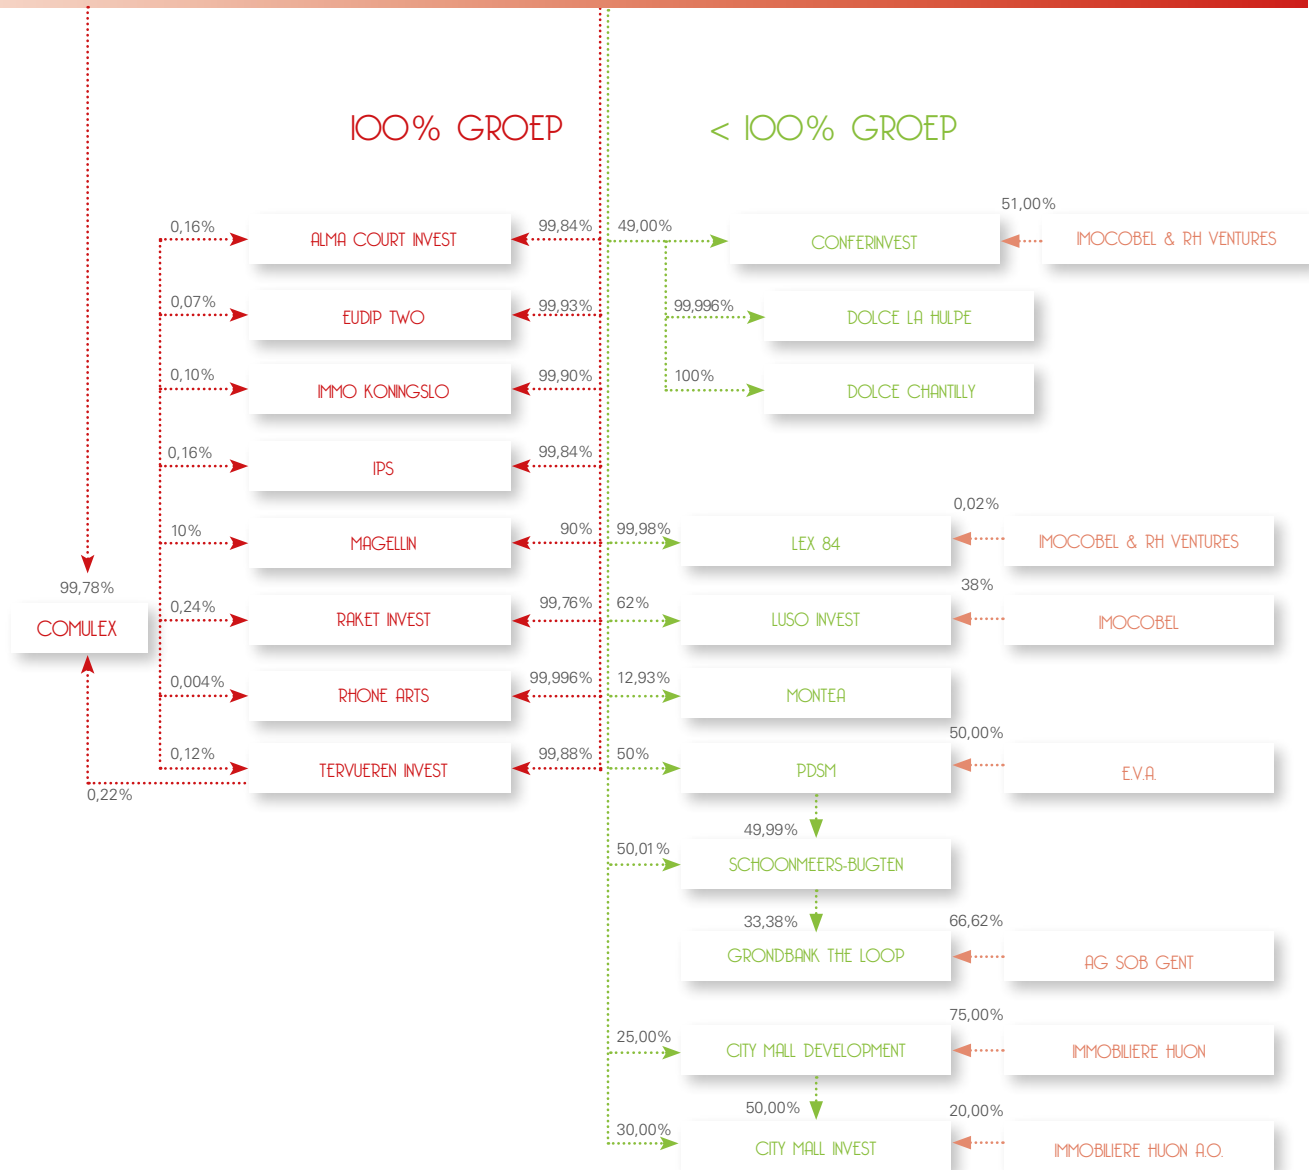 100% GROEP
< 100% GROEP
51,00%
0,16%
ALMA COURT INVEST
99,84%
49,00%
CONFERINVEST
IMOCOBEL & RH VENTURES
0,07%
EUDIP TWO
99,93%
99,996%
DOLCE LA HULPE
0,10%
IMMO KONINGSLO
99,90%
100%
DOLCE CHANTILLY
0,16%
IPS
99,84%
0,02%
10%
MAGELLIN
90%
99,98%
LEX 84
IMOCOBEL & RH VENTURES
99,78%
COMULEX
38%
0,24%
RAKET INVEST
99,76%
62%
LUSO INVEST
IMOCOBEL
0,004%
RHONE ARTS
99,996%
12,93%
MONTEA
50,00%
0,12%
TERVUEREN INVEST
99,88%
50%
PDSM
E.V.A.
0,22%
49,99%
50,01%
SCHOONMEERS-BUGTEN
33,38%
66,62%
GRONDBANK THE LOOP
AG SOB GENT
75,00%
25,00%
CITY MALL DEVELOPMENT
IMMOBILIERE HUON
50,00%
20,00%
30,00%
CITY MALL INVEST
IMMOBILIERE HUON A.O.